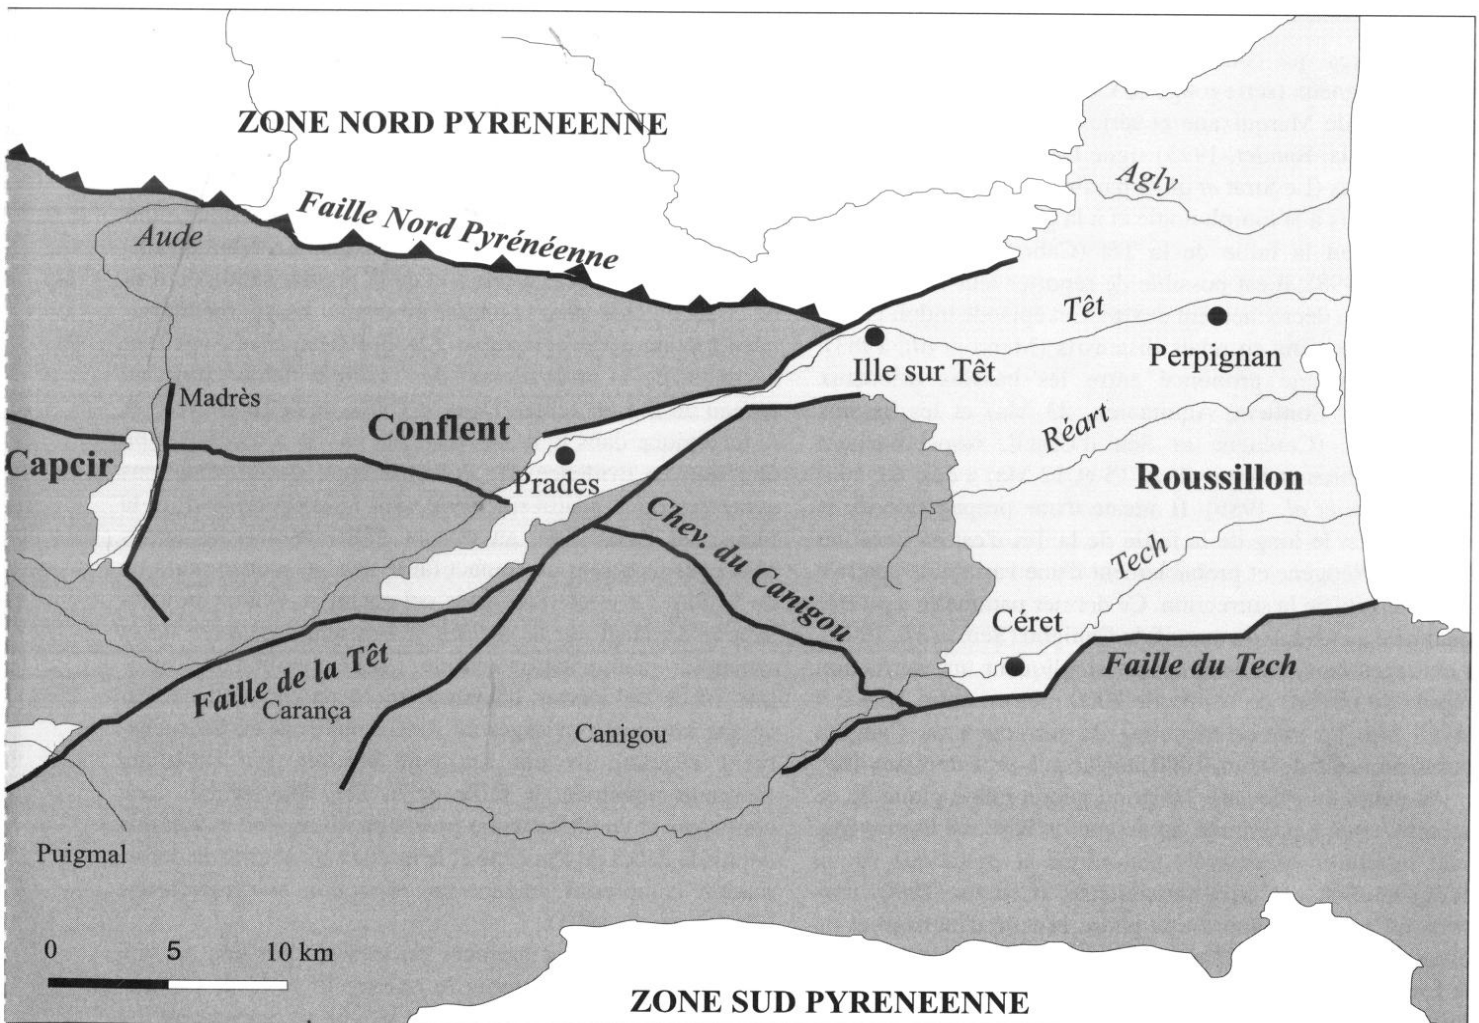 ZONE NORD PYRENEENNE
Agly
Faille Nord Pyrénéenne
Aude
Têt
Perpignan
Ille sur Têt
Madrès
Conflent
Réart
Capcir
Prades
Roussillon
Chev. du Canigou
Tech
Céret
Faille de la Têt
Faille du Tech
Carança
Canigou
Puigmal
0 5 10 km
ZONE SUD PYRENEENNE